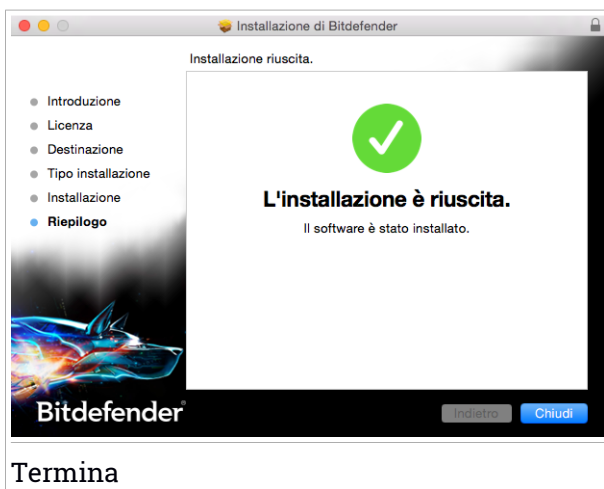 Installazione di Bitdefender
Installazione riuscita.
Introduzione
Licenza
Destinazione
Tipo installazione
Installazione
Riepilogo
L'installazione è riuscita.
Il software è stato installato.
Bitdefender
Indietro
Chiudi
Termina